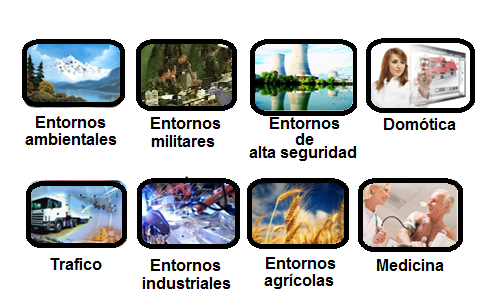 Entornos
ambientales
Entornos
militares
Entornos
de
alta seguridad
Domótica
Trafico
Entornos
industriales
Entornos
agrícolas
Medicina